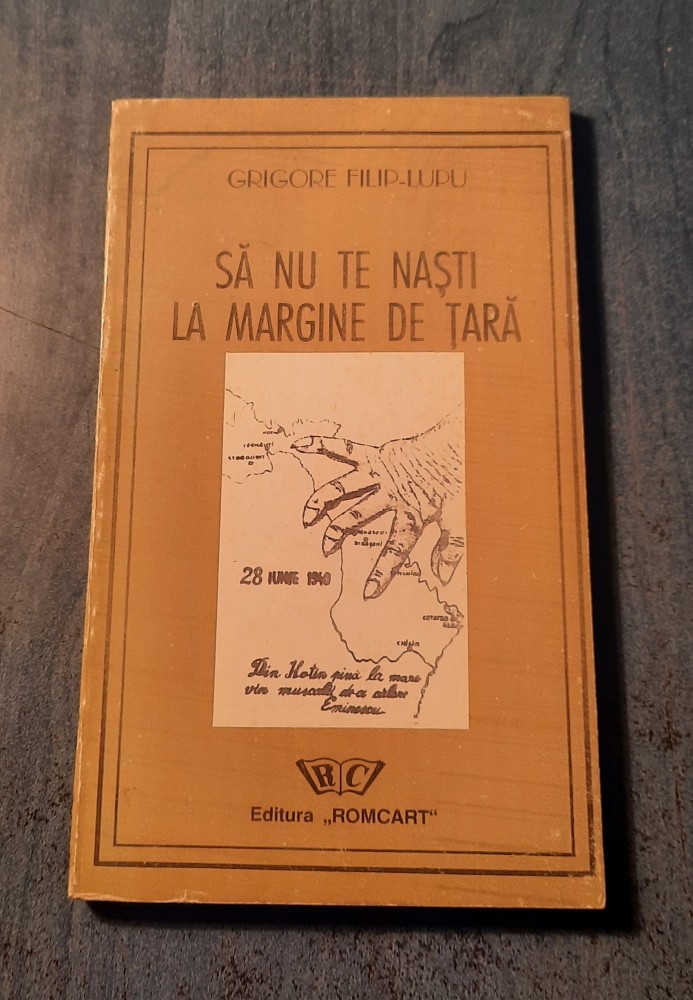 GRIGORE FILIP-LUPU
SĂ NU TE NAȘTI
LA MARGINE DE ȚARĂ
28 IUNIE 1940
Din Hotin pînă la mare
vin muscalii de-a călare
Eminescu
RC
Editura „ROMCART“